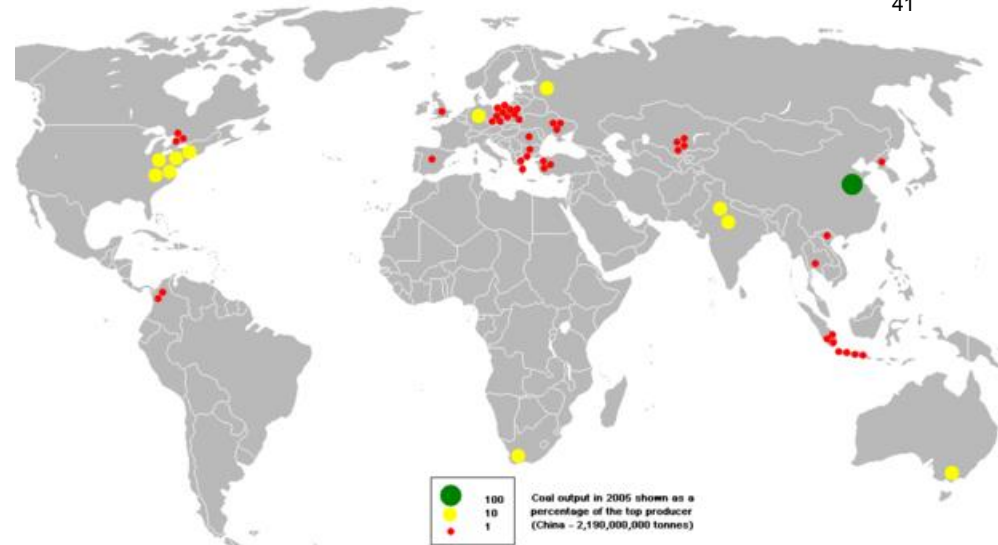 41
100
10
1
Coal output in 2005 shown as a
percentage of the top producer
(China - 2,190,000,000 tonnes)